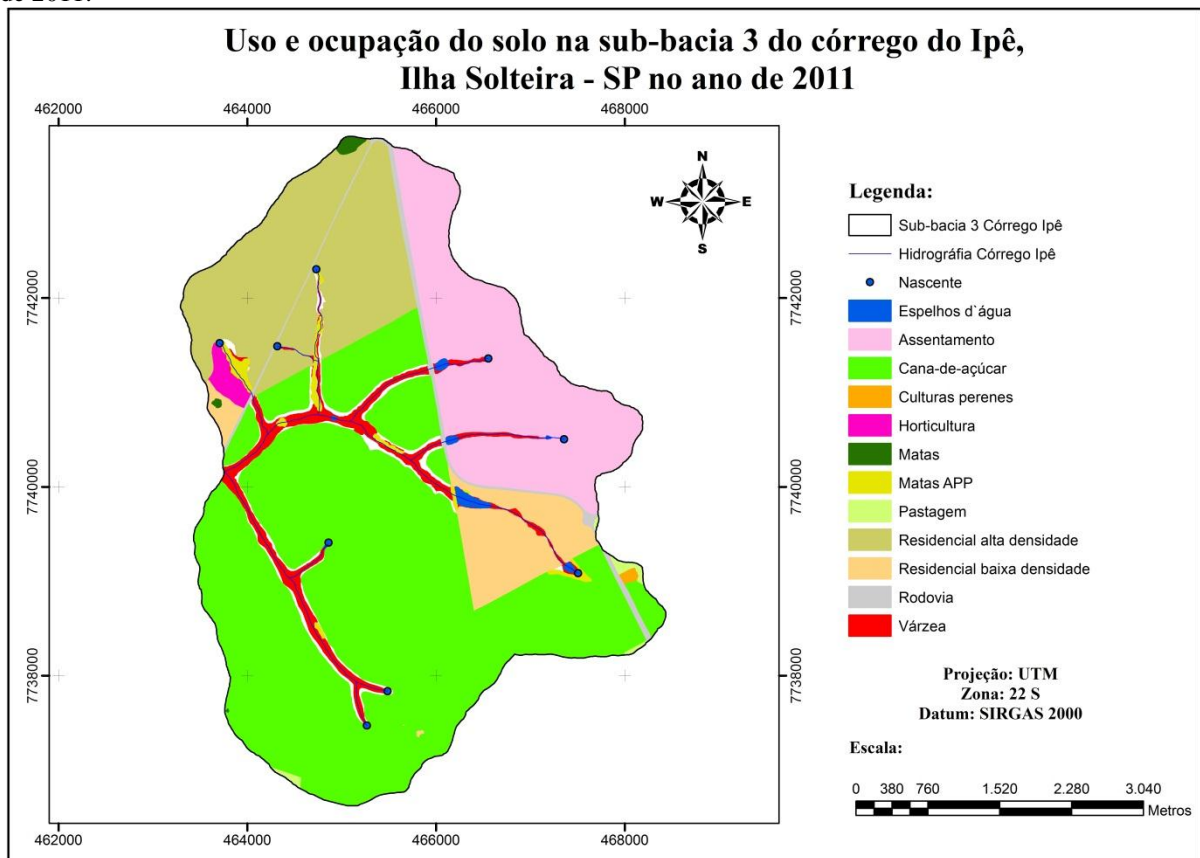 de 2011.
Uso e ocupação do solo na sub-bacia 3 do córrego do Ipê,
Ilha Solteira - SP no ano de 2011
462000 464000 466000 468000
7742000 7742000
7740000 7740000
7738000 7738000
462000 464000 466000 468000
N
W E
S
Legenda:
Sub-bacia 3 Córrego Ipê
Hidrográfia Córrego Ipê
Nascente
Espelhos d`água
Assentamento
Cana-de-açúcar
Culturas perenes
Horticultura
Matas
Matas APP
Pastagem
Residencial alta densidade
Residencial baixa densidade
Rodovia
Várzea
Projeção: UTM
Zona: 22 S
Datum: SIRGAS 2000
Escala:
0 380 760 1.520 2.280 3.040
Metros